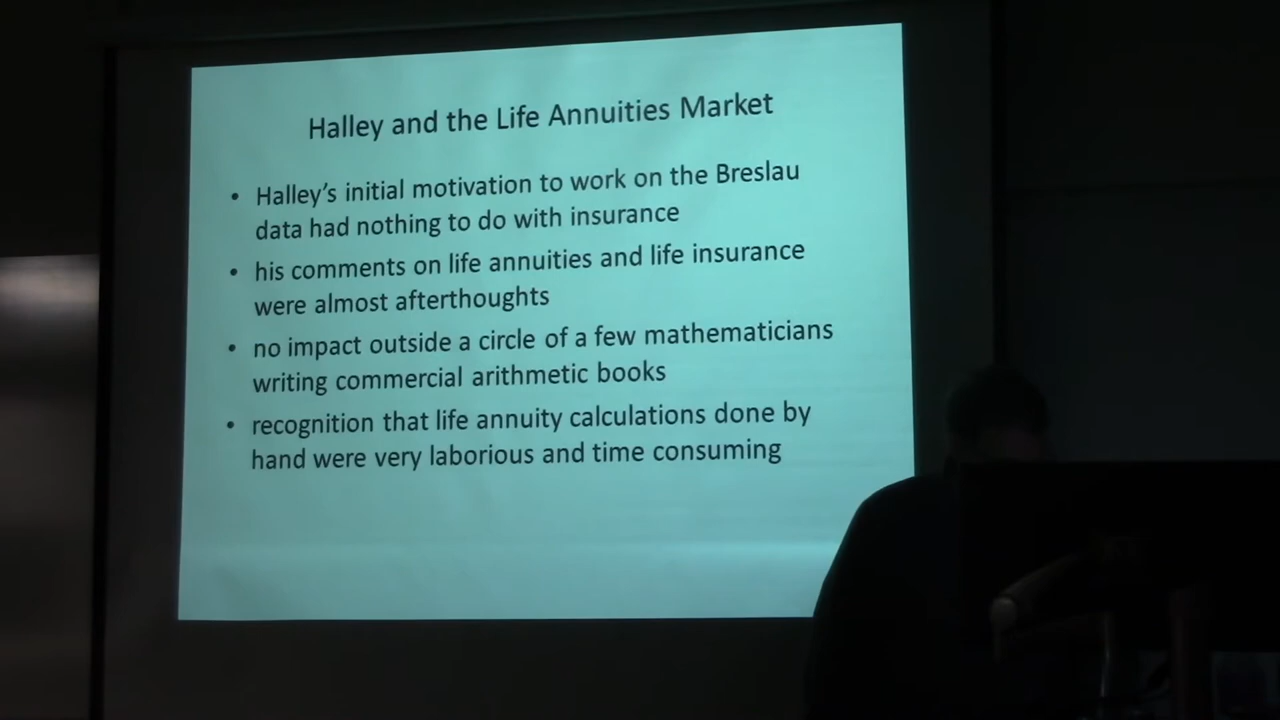 Halley and the Life Annuities Market
• Halley's initial motivation to work on the Breslau
data had nothing to do with insurance
• his comments on life annuities and life insurance
were almost afterthoughts
• no impact outside a circle of a few mathematicians
writing commercial arithmetic books
• recognition that life annuity calculations done by
hand were very laborious and time consuming